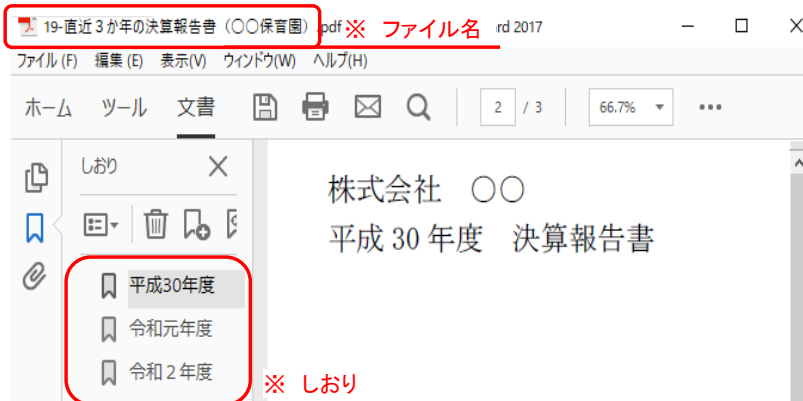 19-直近3か年の決算報告書（〇〇保育園）.pdf ※ ファイル名 rd 2017
ファイル(F) 編集(E) 表示(V) ウィンドウ(W) ヘルプ(H)
ホーム ツール 文書 2 / 3 66.7%
しおり
株式会社 〇〇
平成30年度 決算報告書
平成30年度
令和元年度
令和2年度
※ しおり